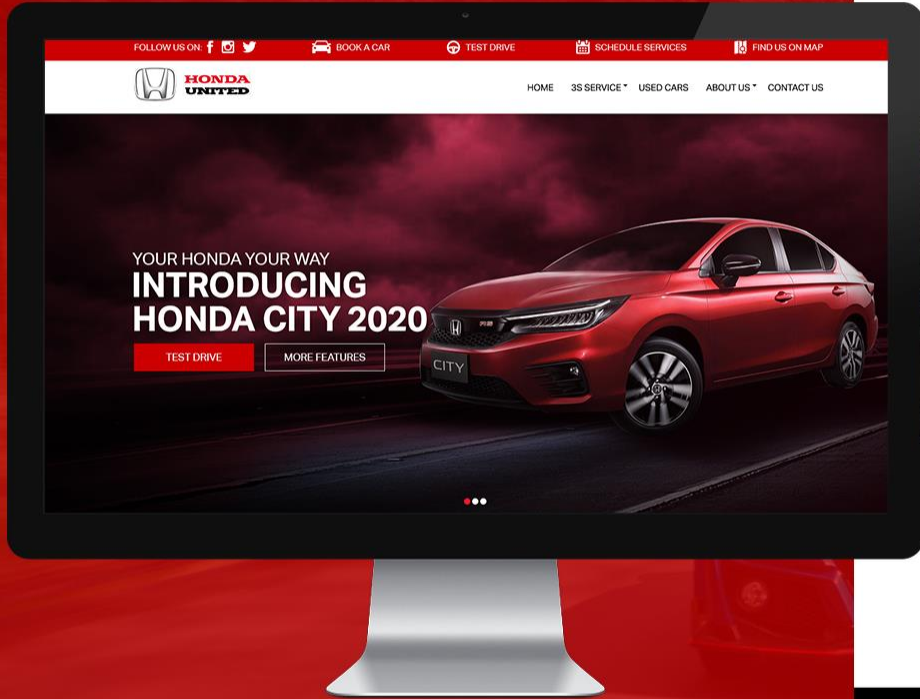 FOLLOW US ON: BOOK A CAR TEST DRIVE SCHEDULE SERVICES FIND US ON MAP
HONDA
UNITED
HOME 3S SERVICE USED CARS ABOUT US CONTACT US
YOUR HONDA YOUR WAY
INTRODUCING
HONDA CITY 2020
TEST DRIVE MORE FEATURES
RS
CITY